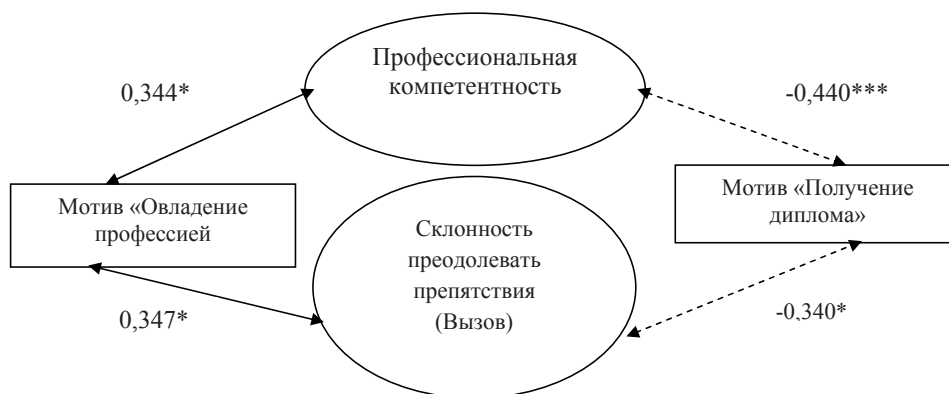 Профессиональная
компетентность
0,344*
-0,440***
Мотив «Овладение
профессией
Мотив «Получение
диплома»
Склонность
преодолевать
препятствия
(Вызов)
0,347*
-0,340*